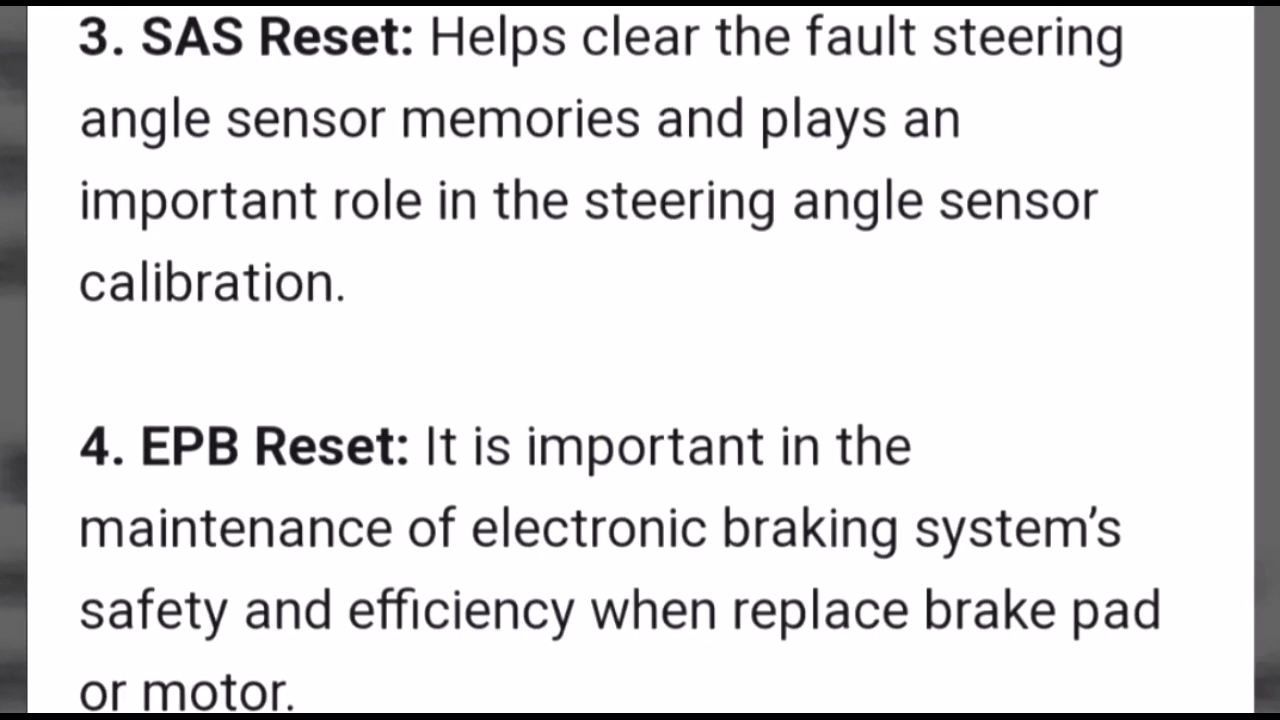 3. SAS Reset: Helps clear the fault steering
angle sensor memories and plays an
important role in the steering angle sensor
calibration.
4. EPB Reset: It is important in the
maintenance of electronic braking system’s
safety and efficiency when replace brake pad
or motor.